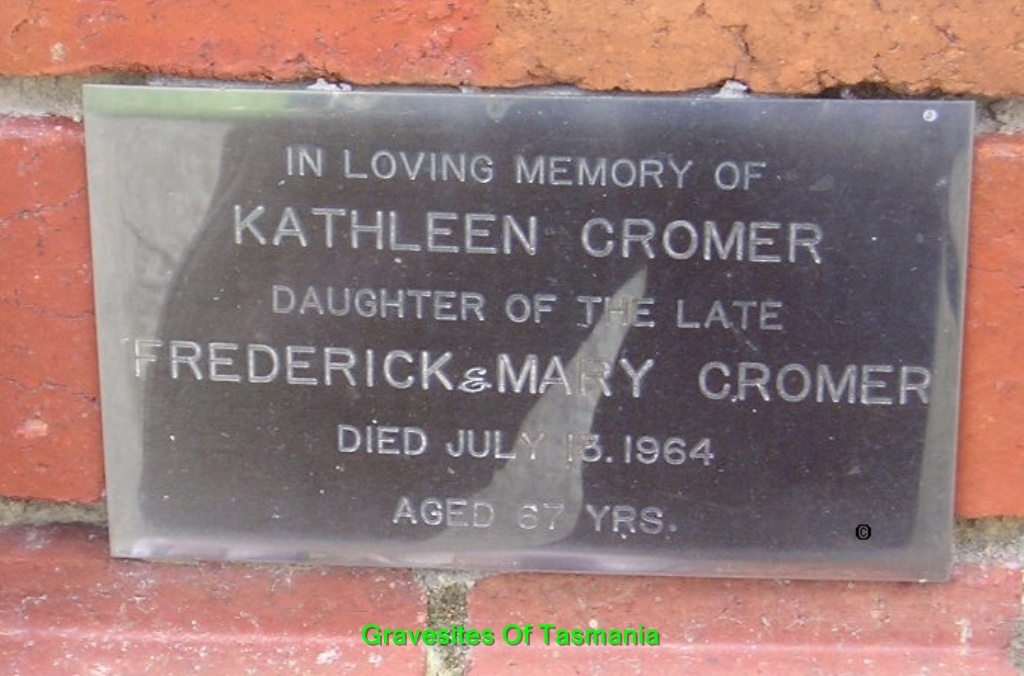 IN LOVING MEMORY OF
KATHLEEN CROMER
DAUGHTER OF THE LATE
FREDERICK & MARY CROMER
DIED JULY 13. 1964
AGED 67 YRS.
©
Gravesites Of Tasmania